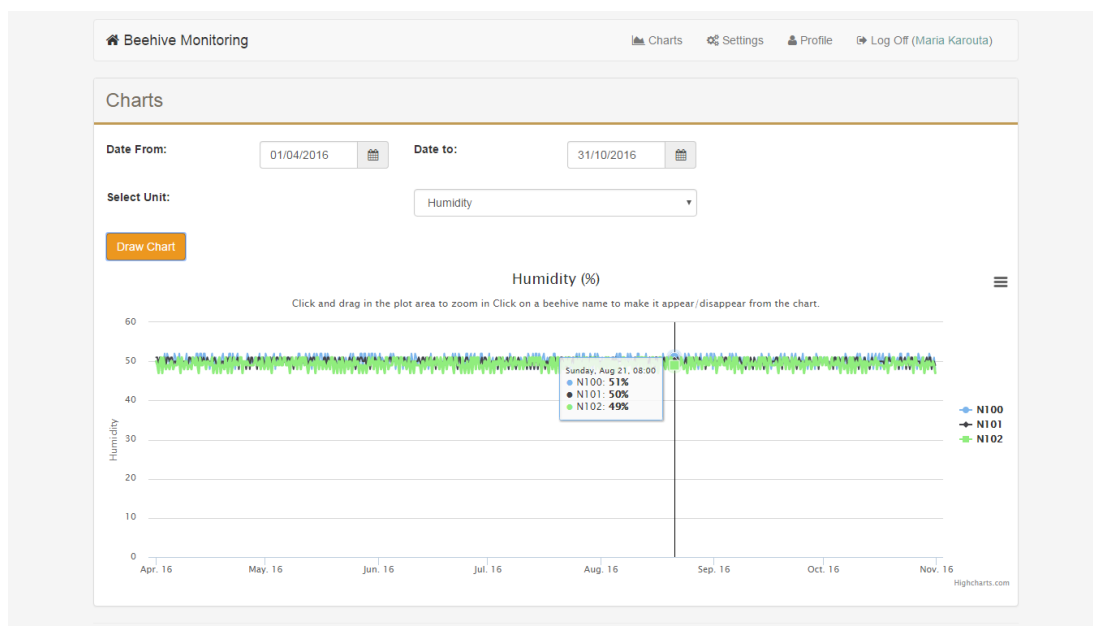 Beehive Monitoring
Charts Settings Profile Log Off (Maria Karouta)
Charts
Date From: 01/04/2016 Date to: 31/10/2016
Select Unit: Humidity
Draw Chart
Humidity (%)
Click and drag in the plot area to zoom in Click on a beehive name to make it appear/disappear from the chart.
60
50
40
30
20
10
0
Humidity
Sunday, Aug 21, 08:00
N100: 51%
N101: 50%
N102: 49%
N100
N101
N102
Apr. 16 May. 16 Jun. 16 Jul. 16 Aug. 16 Sep. 16 Oct. 16 Nov. 16
Highcharts.com